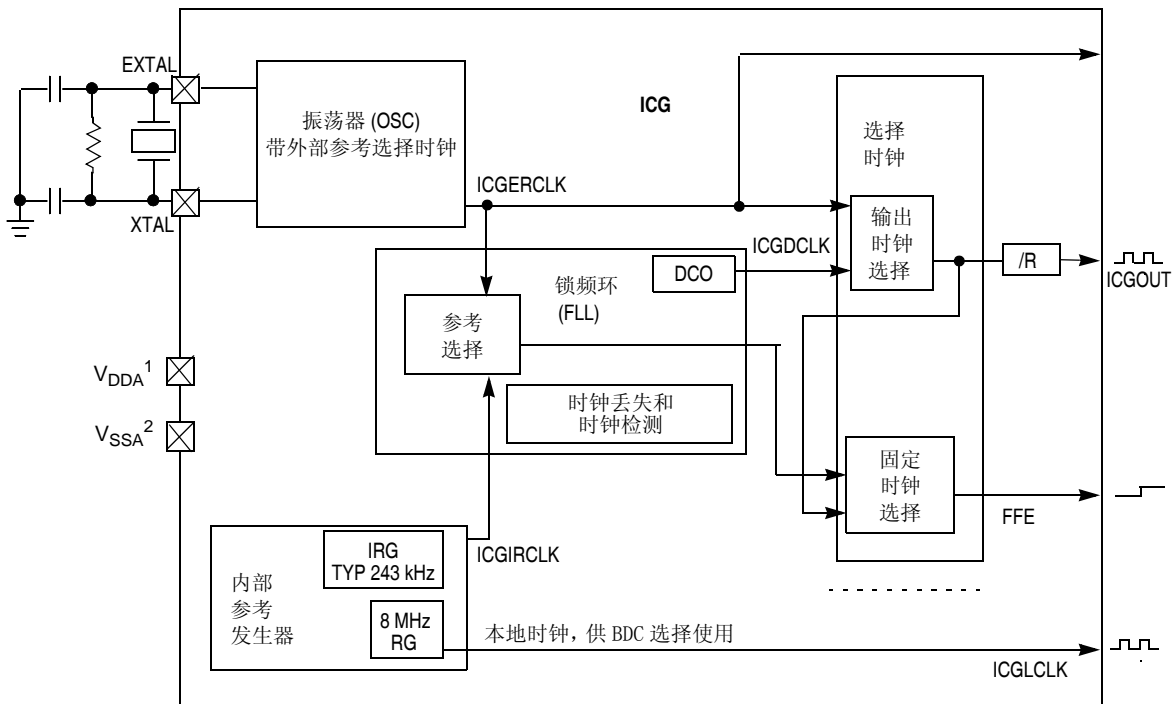 EXTAL
振荡器 (OSC)
带外部参考选择时钟
ICG
选择
时钟
ICGERCLK
XTAL
输出
时钟
选择
ICGDCLK
DCO
/R
ICGOUT
锁频环
(FLL)
参考
选择
VDDA1
时钟丢失和
时钟检测
VSSA2
固定
时钟
选择
FFE
IRG
TYP 243 kHz
ICGIRCLK
内部
参考
发生器
8 MHz
RG
本地时钟, 供 BDC 选择使用
ICGLCLK